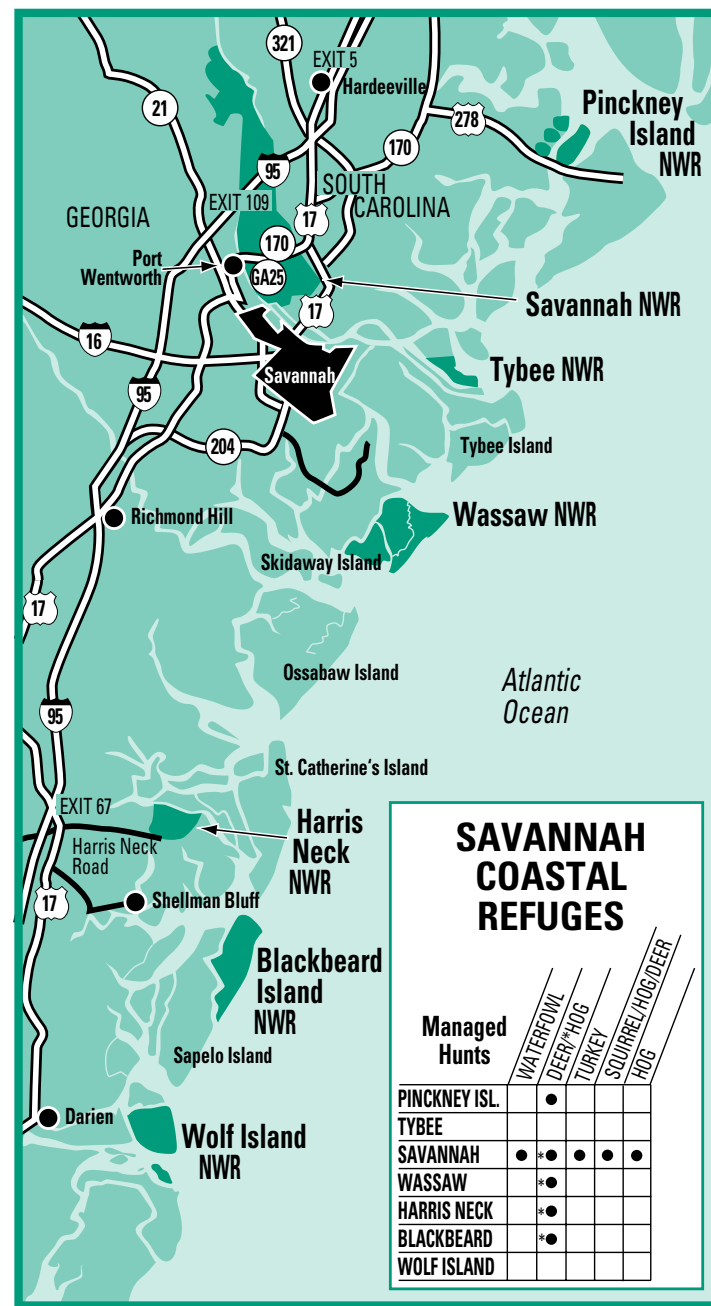 321
EXIT 5
Hardeeville
21
Pinckney
Island
NWR
278
170
95
SOUTH
CAROLINA
EXIT 109
GEORGIA
17
170
Port
Wentworth
GA25
17
Savannah NWR
16
Savannah
Tybee NWR
95
204
Tybee Island
Richmond Hill
Wassaw NWR
Skidaway Island
17
Ossabaw Island
Atlantic
Ocean
95
St. Catherine's Island
EXIT 67
Harris
Neck
NWR
Harris Neck
Road
17
Shellman Bluff
Blackbeard
Island
NWR
Sapelo Island
Darien
Wolf Island
NWR
SAVANNAH
COASTAL
REFUGES
Managed
Hunts
WATERFOWL
DEER/*HOG
TURKEY
SQUIRREL/HOG/DEER
HOG
PINCKNEY ISL. ●
TYBEE
SAVANNAH ● *● ● ● ●
WASSAW *●
HARRIS NECK *●
BLACKBEARD *●
WOLF ISLAND